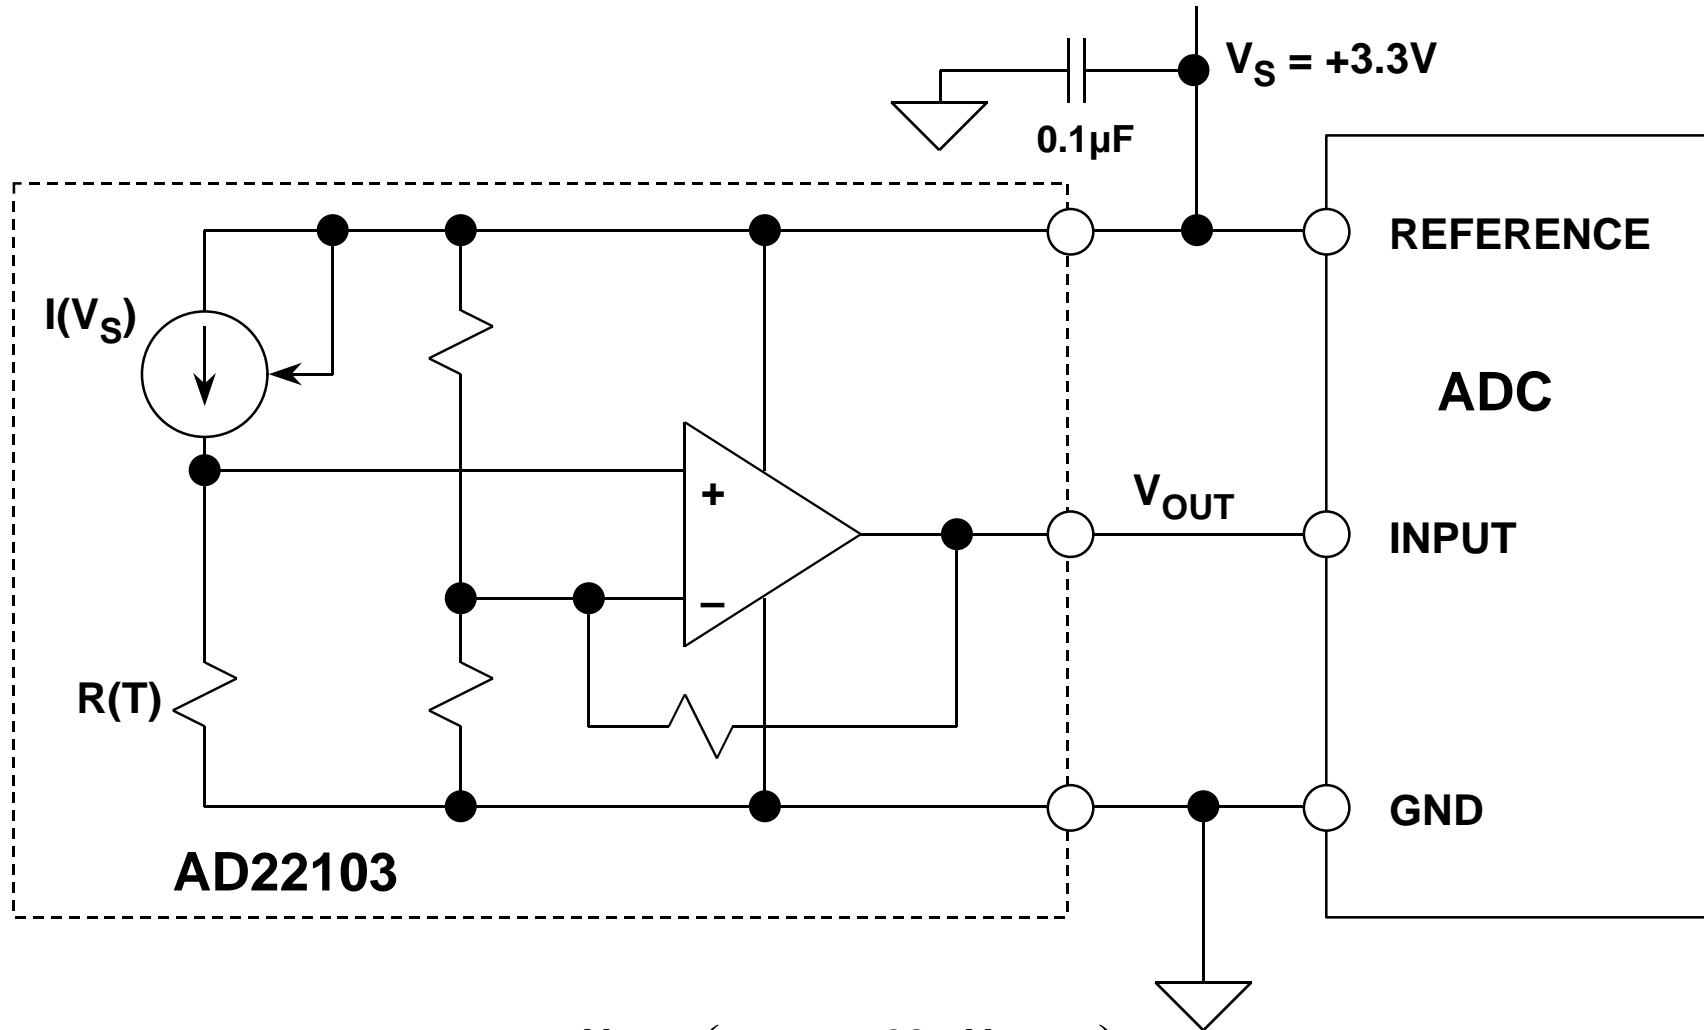 VS = +3.3V
0.1µF
REFERENCE
I(VS)
ADC
+
VOUT
INPUT
–
R(T)
GND
AD22103